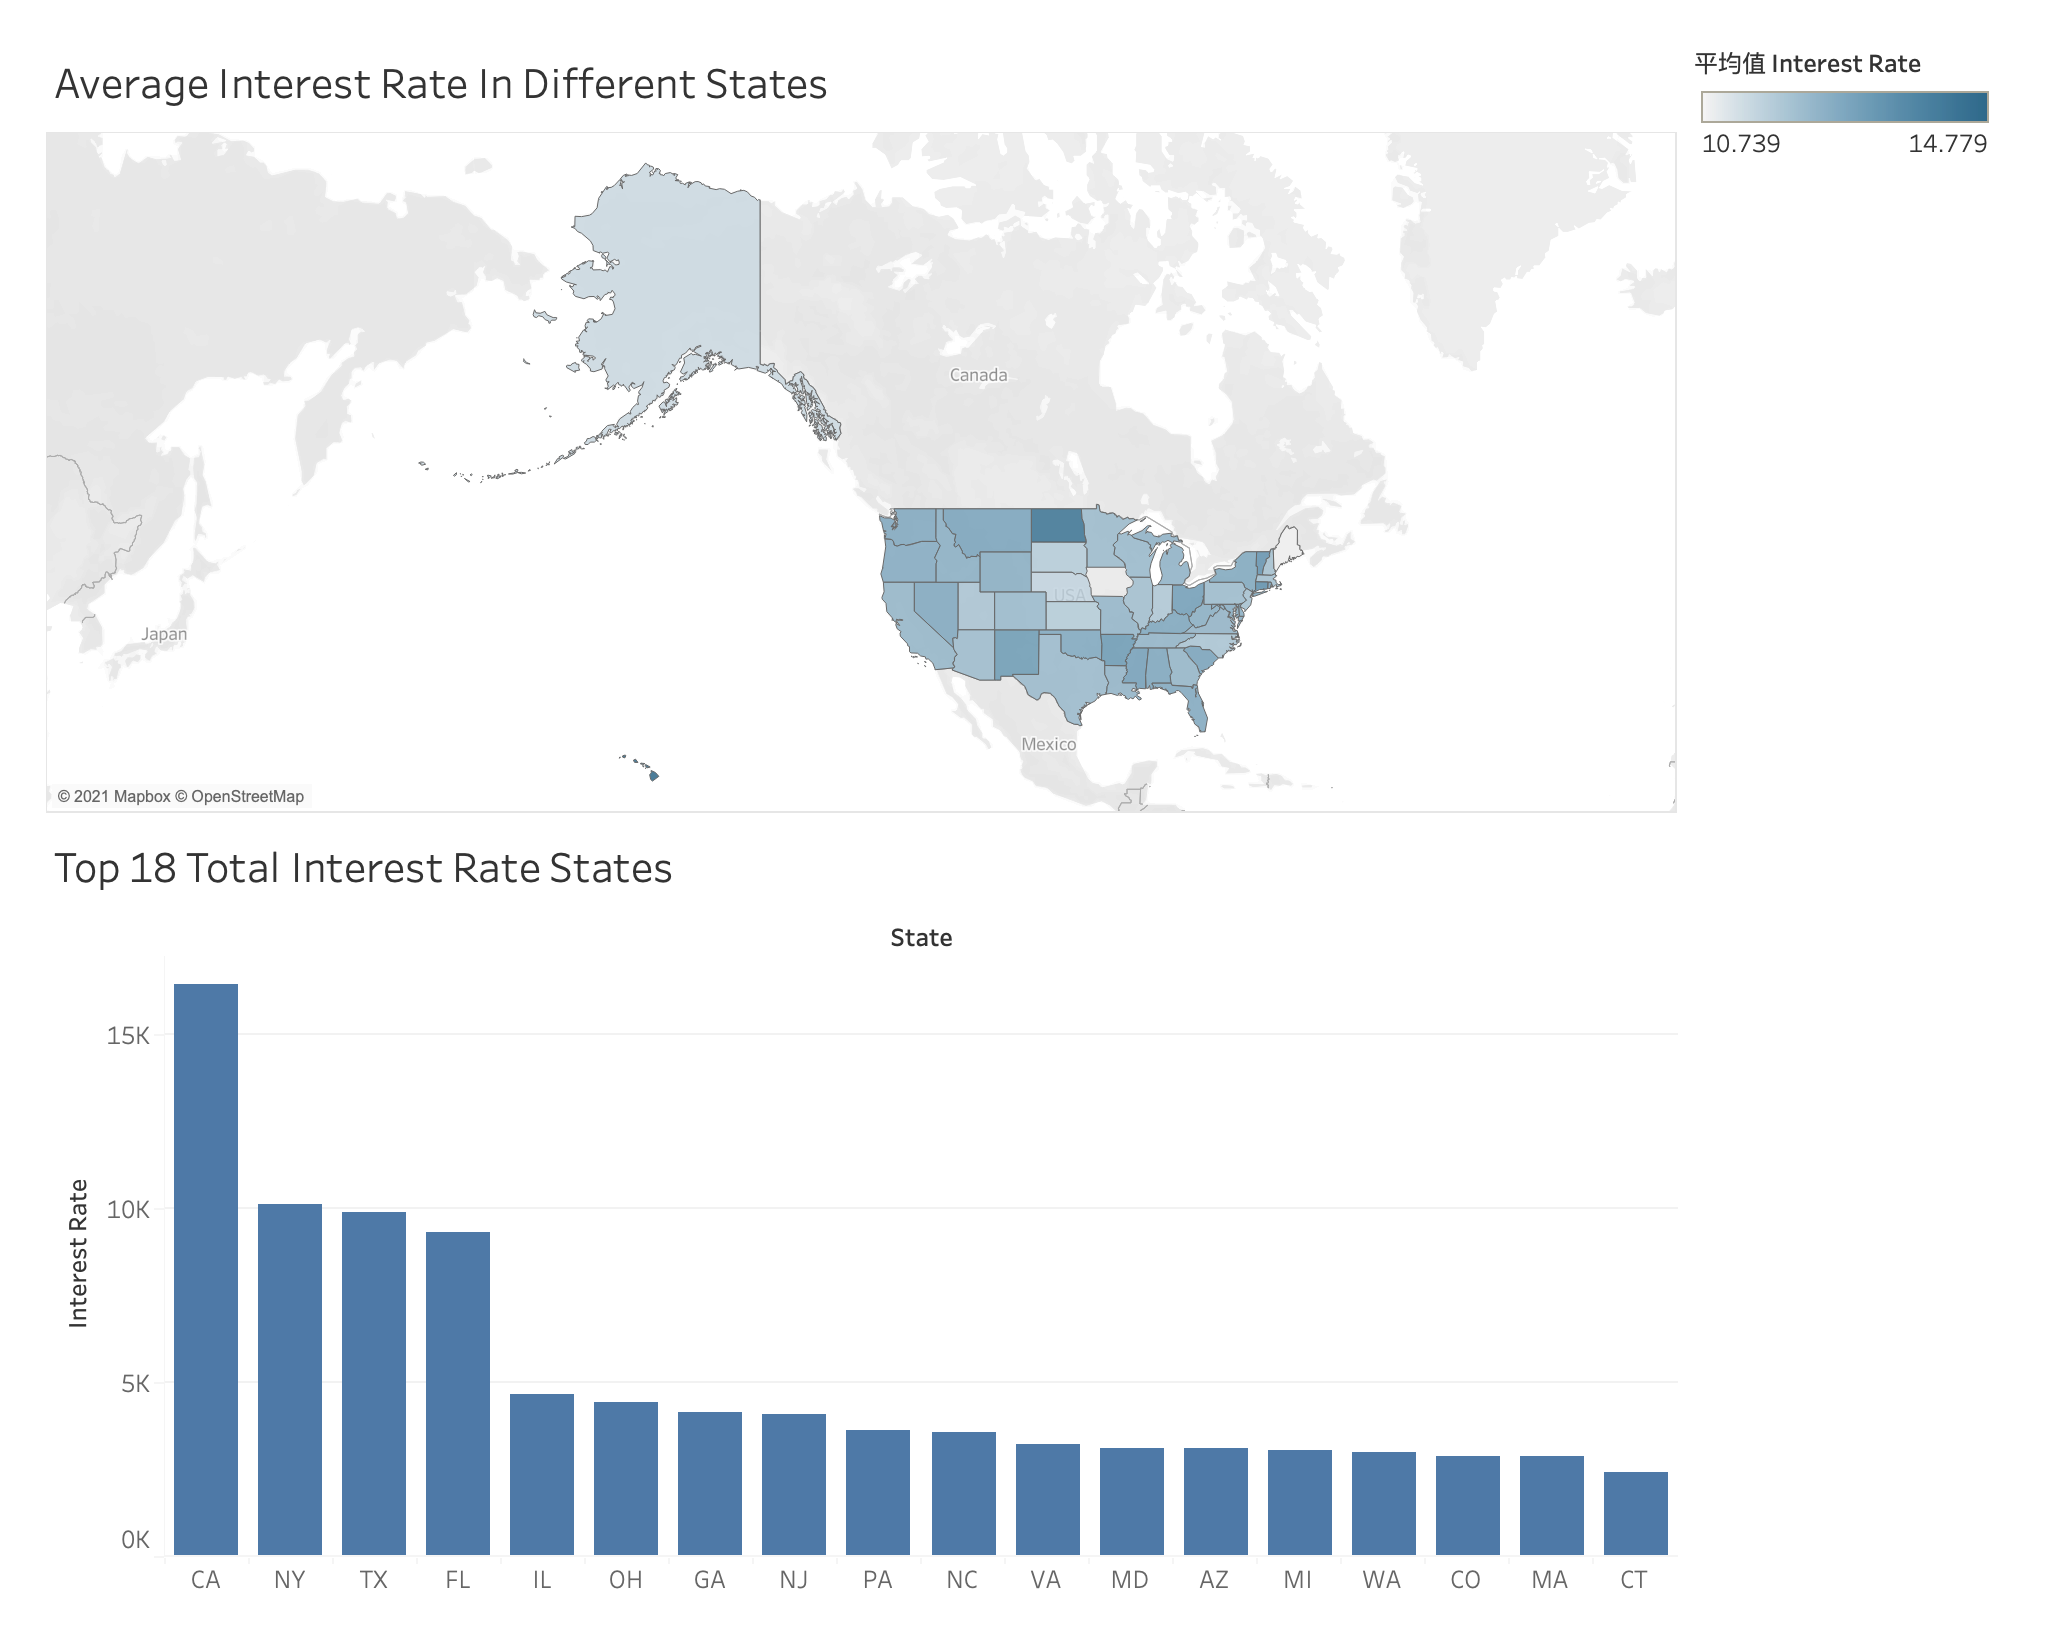 Average Interest Rate In Different States
平均值 Interest Rate
10.739 14.779
Canada
USA
Japan
Mexico
© 2021 Mapbox © OpenStreetMap
Top 18 Total Interest Rate States
State
Interest Rate
15K
10K
5K
0K
CA NY TX FL IL OH GA NJ PA NC VA MD AZ MI WA CO MA CT